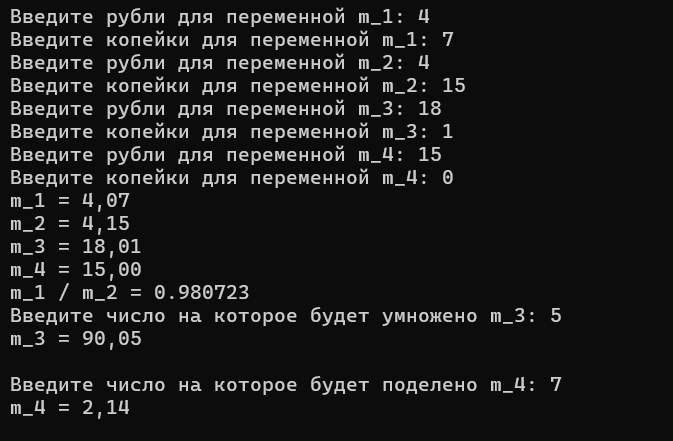 Введите рубли для переменной m_1: 4
Введите копейки для переменной m_1: 7
Введите рубли для переменной m_2: 4
Введите копейки для переменной m_2: 15
Введите рубли для переменной m_3: 18
Введите копейки для переменной m_3: 1
Введите рубли для переменной m_4: 15
Введите копейки для переменной m_4: 0
m_1 = 4,07
m_2 = 4,15
m_3 = 18,01
m_4 = 15,00
m_1 / m_2 = 0.980723
Введите число на которое будет умножено m_3: 5
m_3 = 90,05
Введите число на которое будет поделено m_4: 7
m_4 = 2,14